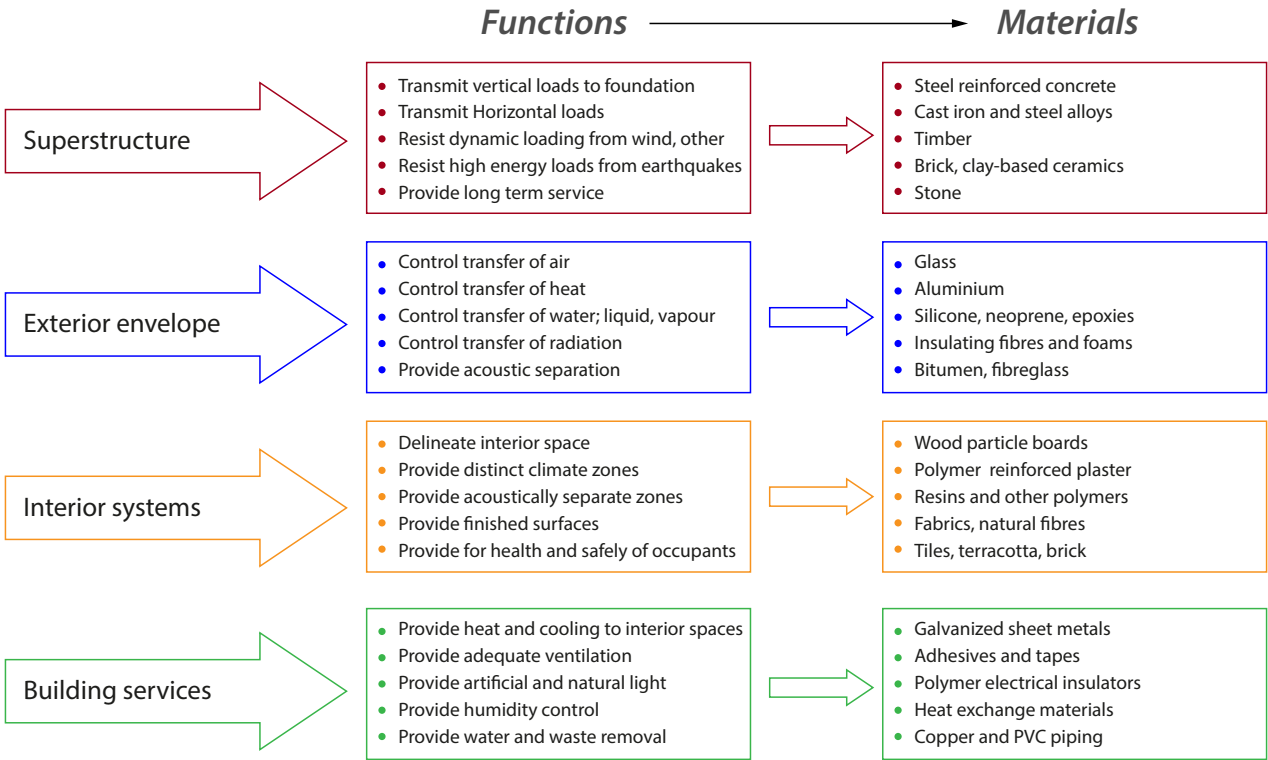 Functions
Materials
Superstructure
Transmit vertical loads to foundation
Transmit Horizontal loads
Resist dynamic loading from wind, other
Resist high energy loads from earthquakes
Provide long term service
Steel reinforced concrete
Cast iron and steel alloys
Timber
Brick, clay-based ceramics
Stone
Exterior envelope
Control transfer of air
Control transfer of heat
Control transfer of water; liquid, vapour
Control transfer of radiation
Provide acoustic separation
Glass
Aluminium
Silicone, neoprene, epoxies
Insulating fibres and foams
Bitumen, fibreglass
Interior systems
Delineate interior space
Provide distinct climate zones
Provide acoustically separate zones
Provide finished surfaces
Provide for health and safely of occupants
Wood particle boards
Polymer  reinforced plaster
Resins and other polymers
Fabrics, natural fibres
Tiles, terracotta, brick
Building services
Provide heat and cooling to interior spaces
Provide adequate ventilation
Provide artificial and natural light
Provide humidity control
Provide water and waste removal
Galvanized sheet metals
Adhesives and tapes
Polymer electrical insulators
Heat exchange materials
Copper and PVC piping